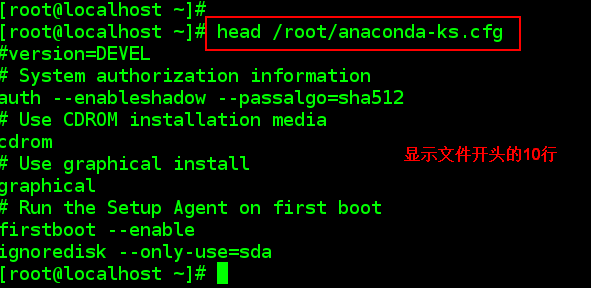 [root@localhost ~]#
[root@localhost ~]# head /root/anaconda-ks.cfg
#version=DEVEL
# System authorization information
auth --enableshadow --passalgo=sha512
# Use CDROM installation media
cdrom
# Use graphical install
显示文件开头的10行
graphical
# Run the Setup Agent on first boot
firstboot --enable
ignoredisk --only-use=sda
[root@localhost ~]#